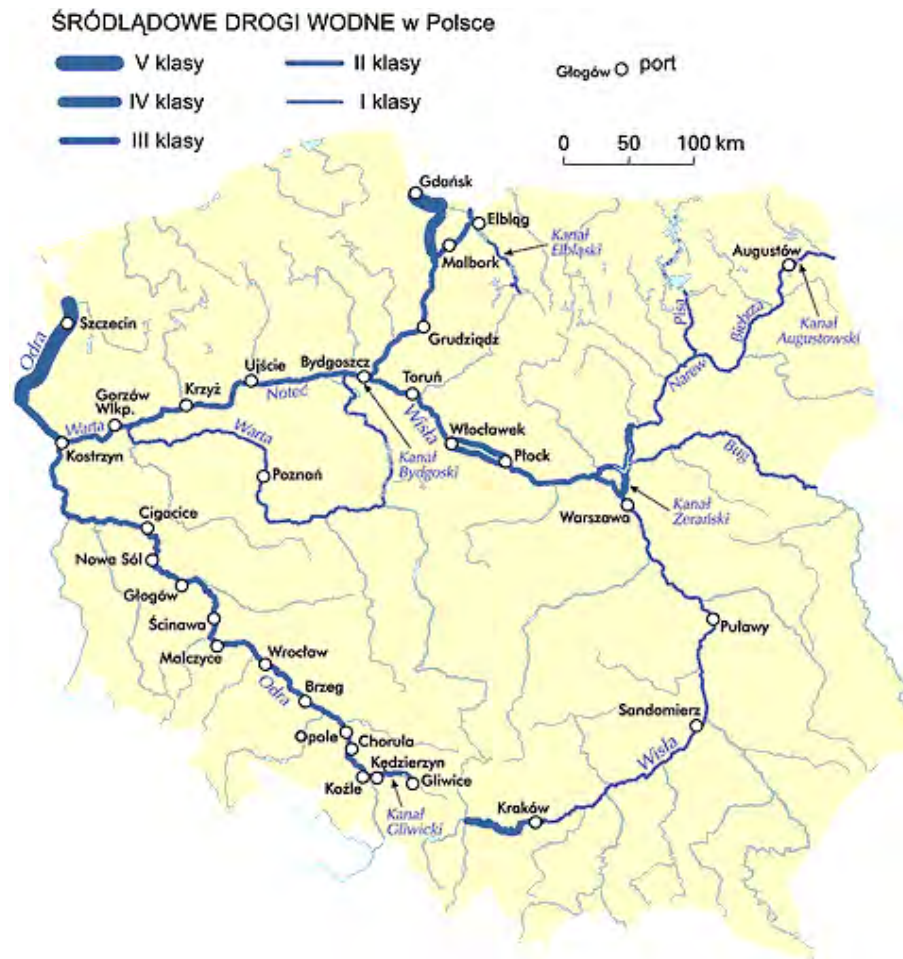 ŚRÓDLĄDOWE DROGI WODNE w Polsce
V klasy
II klasy
Głogów port
IV klasy
I klasy
III klasy
0 50 100 km
Gdańsk
Elbląg
Kanał
Elbląski
Malbork
Augustów
Kanał
Augustowski
Pisa
Biebrza
Szczecin
Odra
Grudziądz
Narew
Ujście
Bydgoszcz
Toruń
Krzyż
Noteć
Gorzów
Wlkp.
Warta
Kostrzyn
Warta
Wisła
Włocławek
Kanał
Bydgoski
Płock
Bug
Poznań
Kanał
Żerański
Warszawa
Cigacice
Nowa Sól
Głogów
Ścinawa
Malczyce
Puławy
Wrocław
Odra
Brzeg
Sandomierz
Opole
Choruła
Kędzierzyn
Koźle
Gliwice
Kanał
Gliwicki
Wisła
Kraków